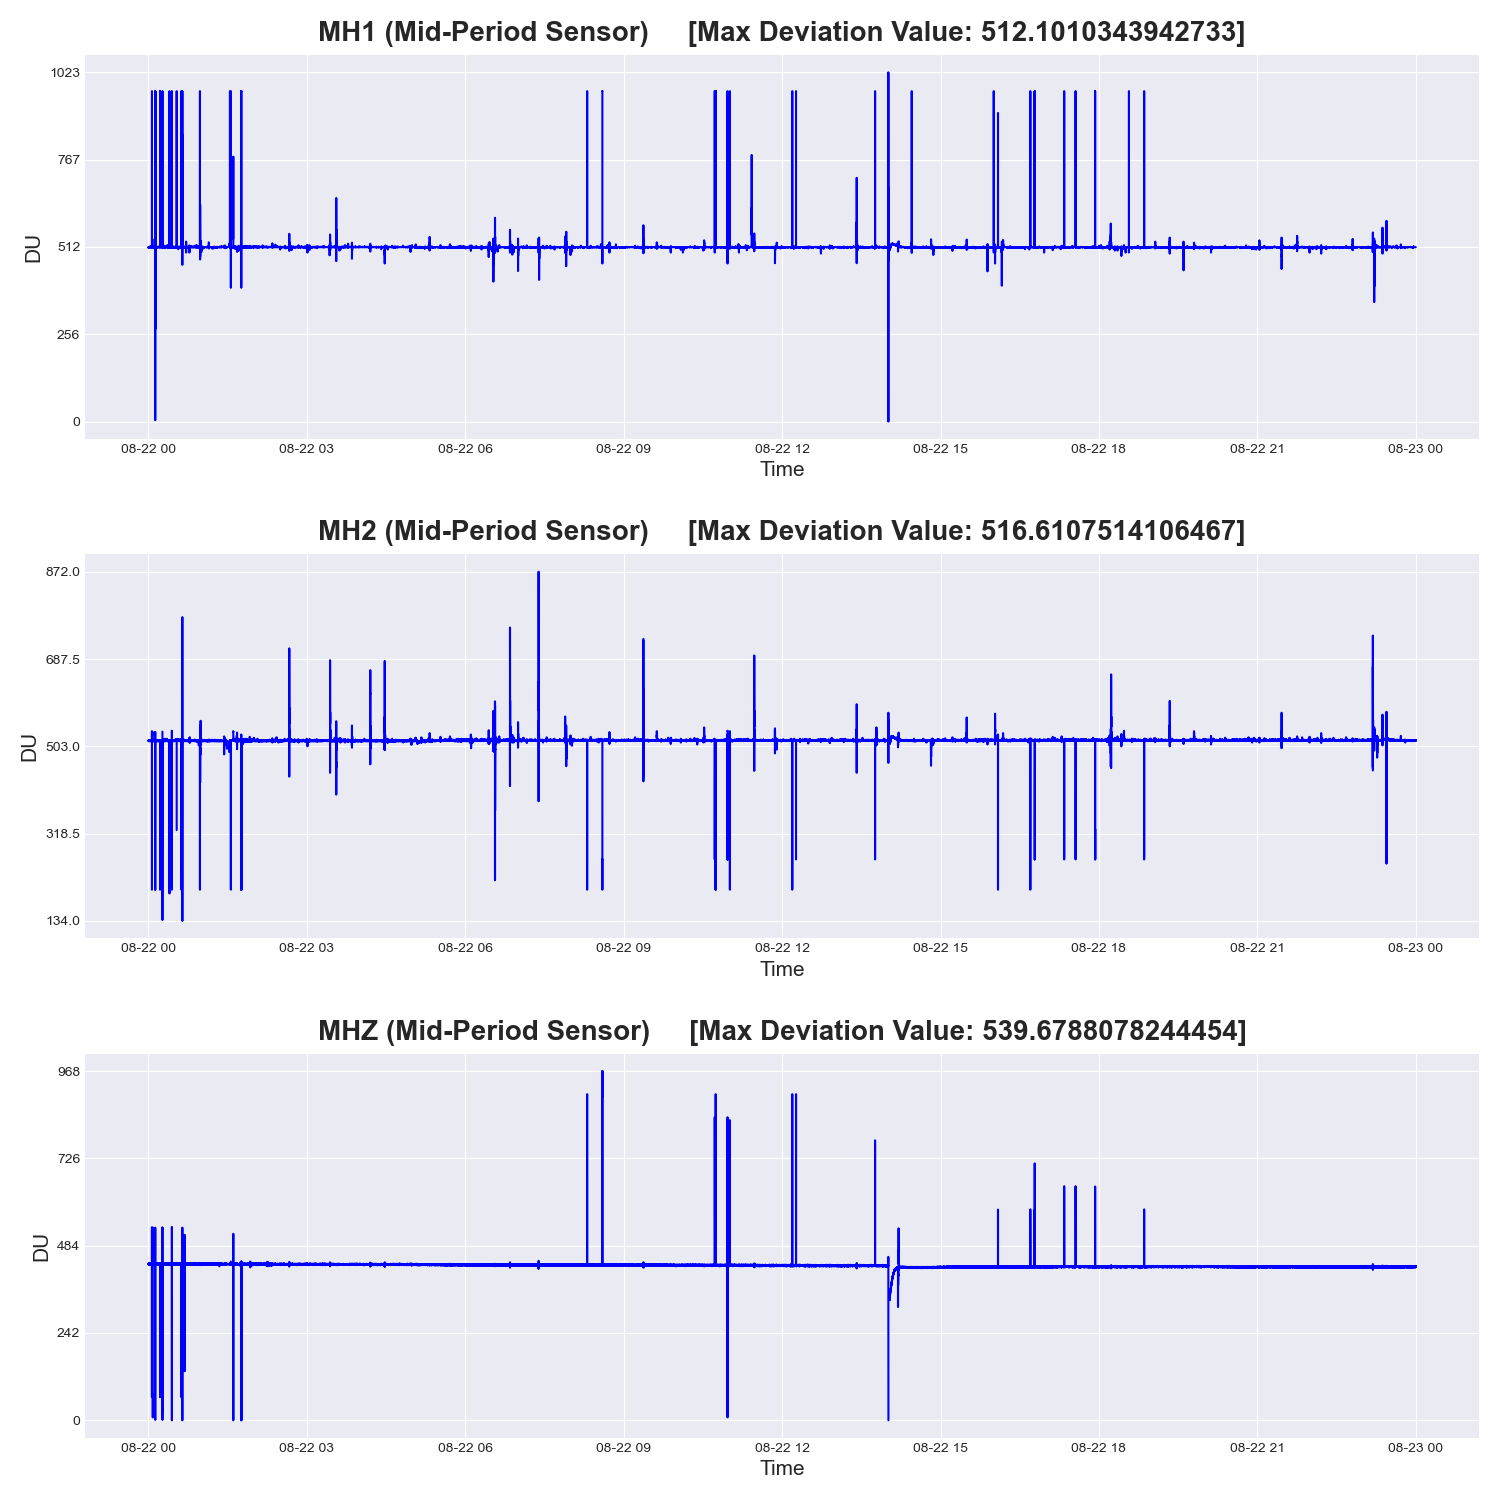 MH1 (Mid-Period Sensor)     [Max Deviation Value: 512.1010343942733]
1023
767
512
256
0
DU
08-22 00 08-22 03 08-22 06 08-22 09 08-22 12 08-22 15 08-22 18 08-22 21 08-23 00
Time
MH2 (Mid-Period Sensor)     [Max Deviation Value: 516.6107514106467]
872.0
687.5
503.0
318.5
134.0
DU
08-22 00 08-22 03 08-22 06 08-22 09 08-22 12 08-22 15 08-22 18 08-22 21 08-23 00
Time
MHZ (Mid-Period Sensor)     [Max Deviation Value: 539.6788078244454]
968
726
484
242
0
DU
08-22 00 08-22 03 08-22 06 08-22 09 08-22 12 08-22 15 08-22 18 08-22 21 08-23 00
Time